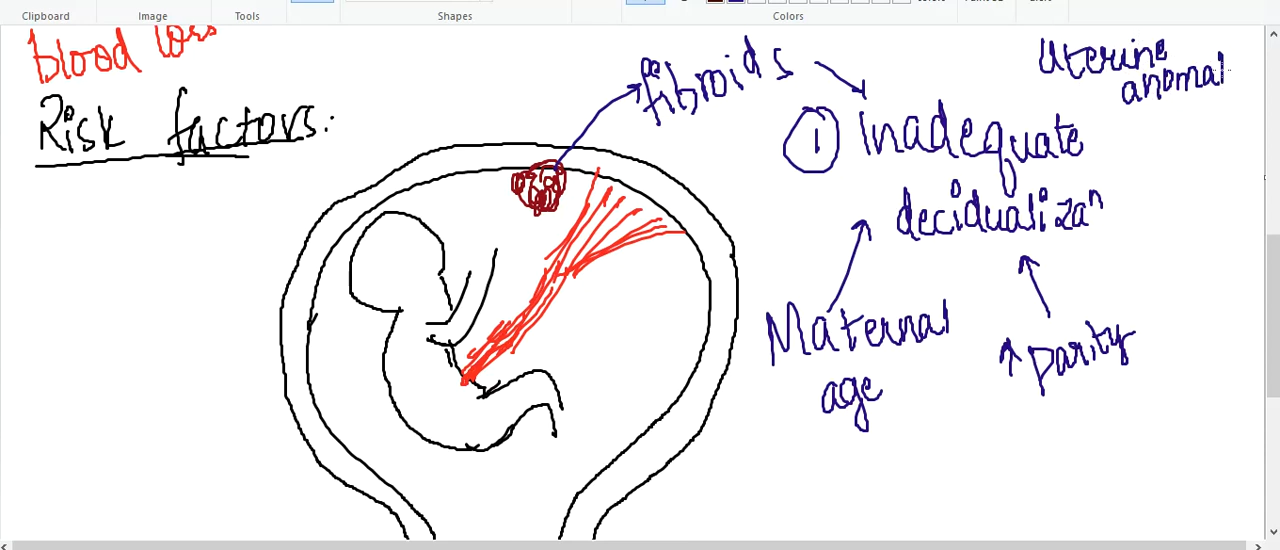 Clipboard
Image
Tools
Shapes
Colors
blood loss
Risk factors:
fibroids
uterine
anomal
1 Inadequate
decidualizaⁿ
Maternal
age
↑ parity